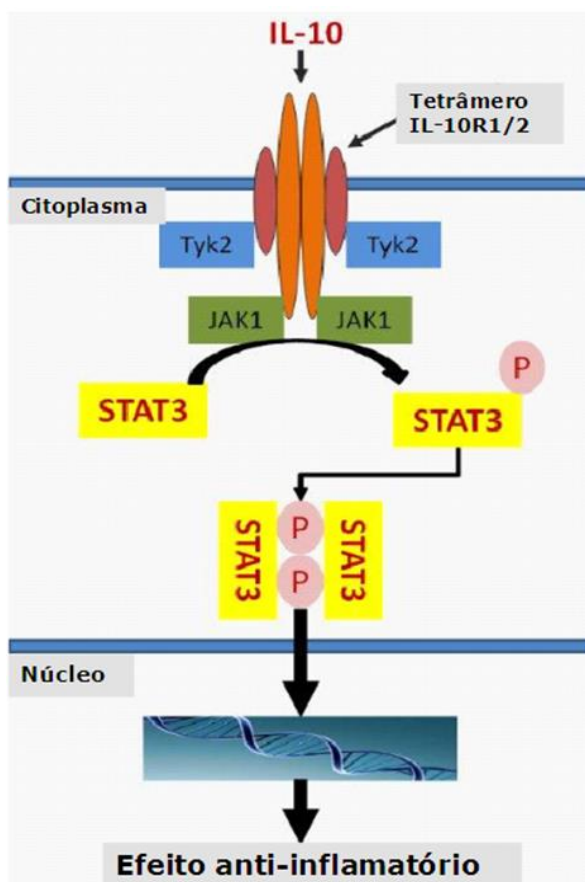 IL-10
Tetrâmero
IL-10R1/2
Citoplasma
Tyk2
Tyk2
JAK1
JAK1
P
STAT3
STAT3
STAT3
P
P
STAT3
Núcleo
Efeito anti-inflamatório